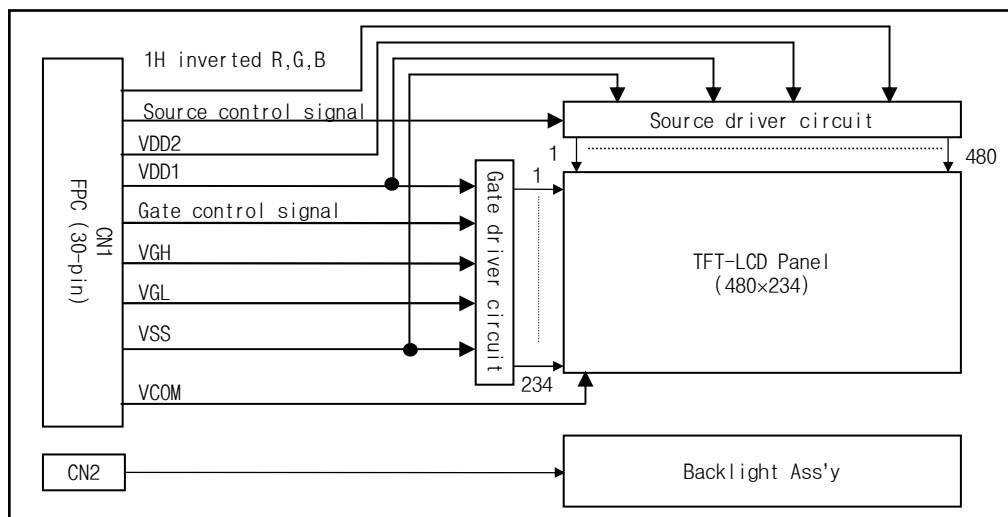 1H inverted R,G,B
Source control signal
VDD2
VDD1
Gate control signal
VGH
VGL
VSS
VCOM
CN1
FPC (30-pin)
Gate driver circuit
Source driver circuit
1
480
1
234
TFT-LCD Panel
(480×234)
CN2
Backlight Ass'y